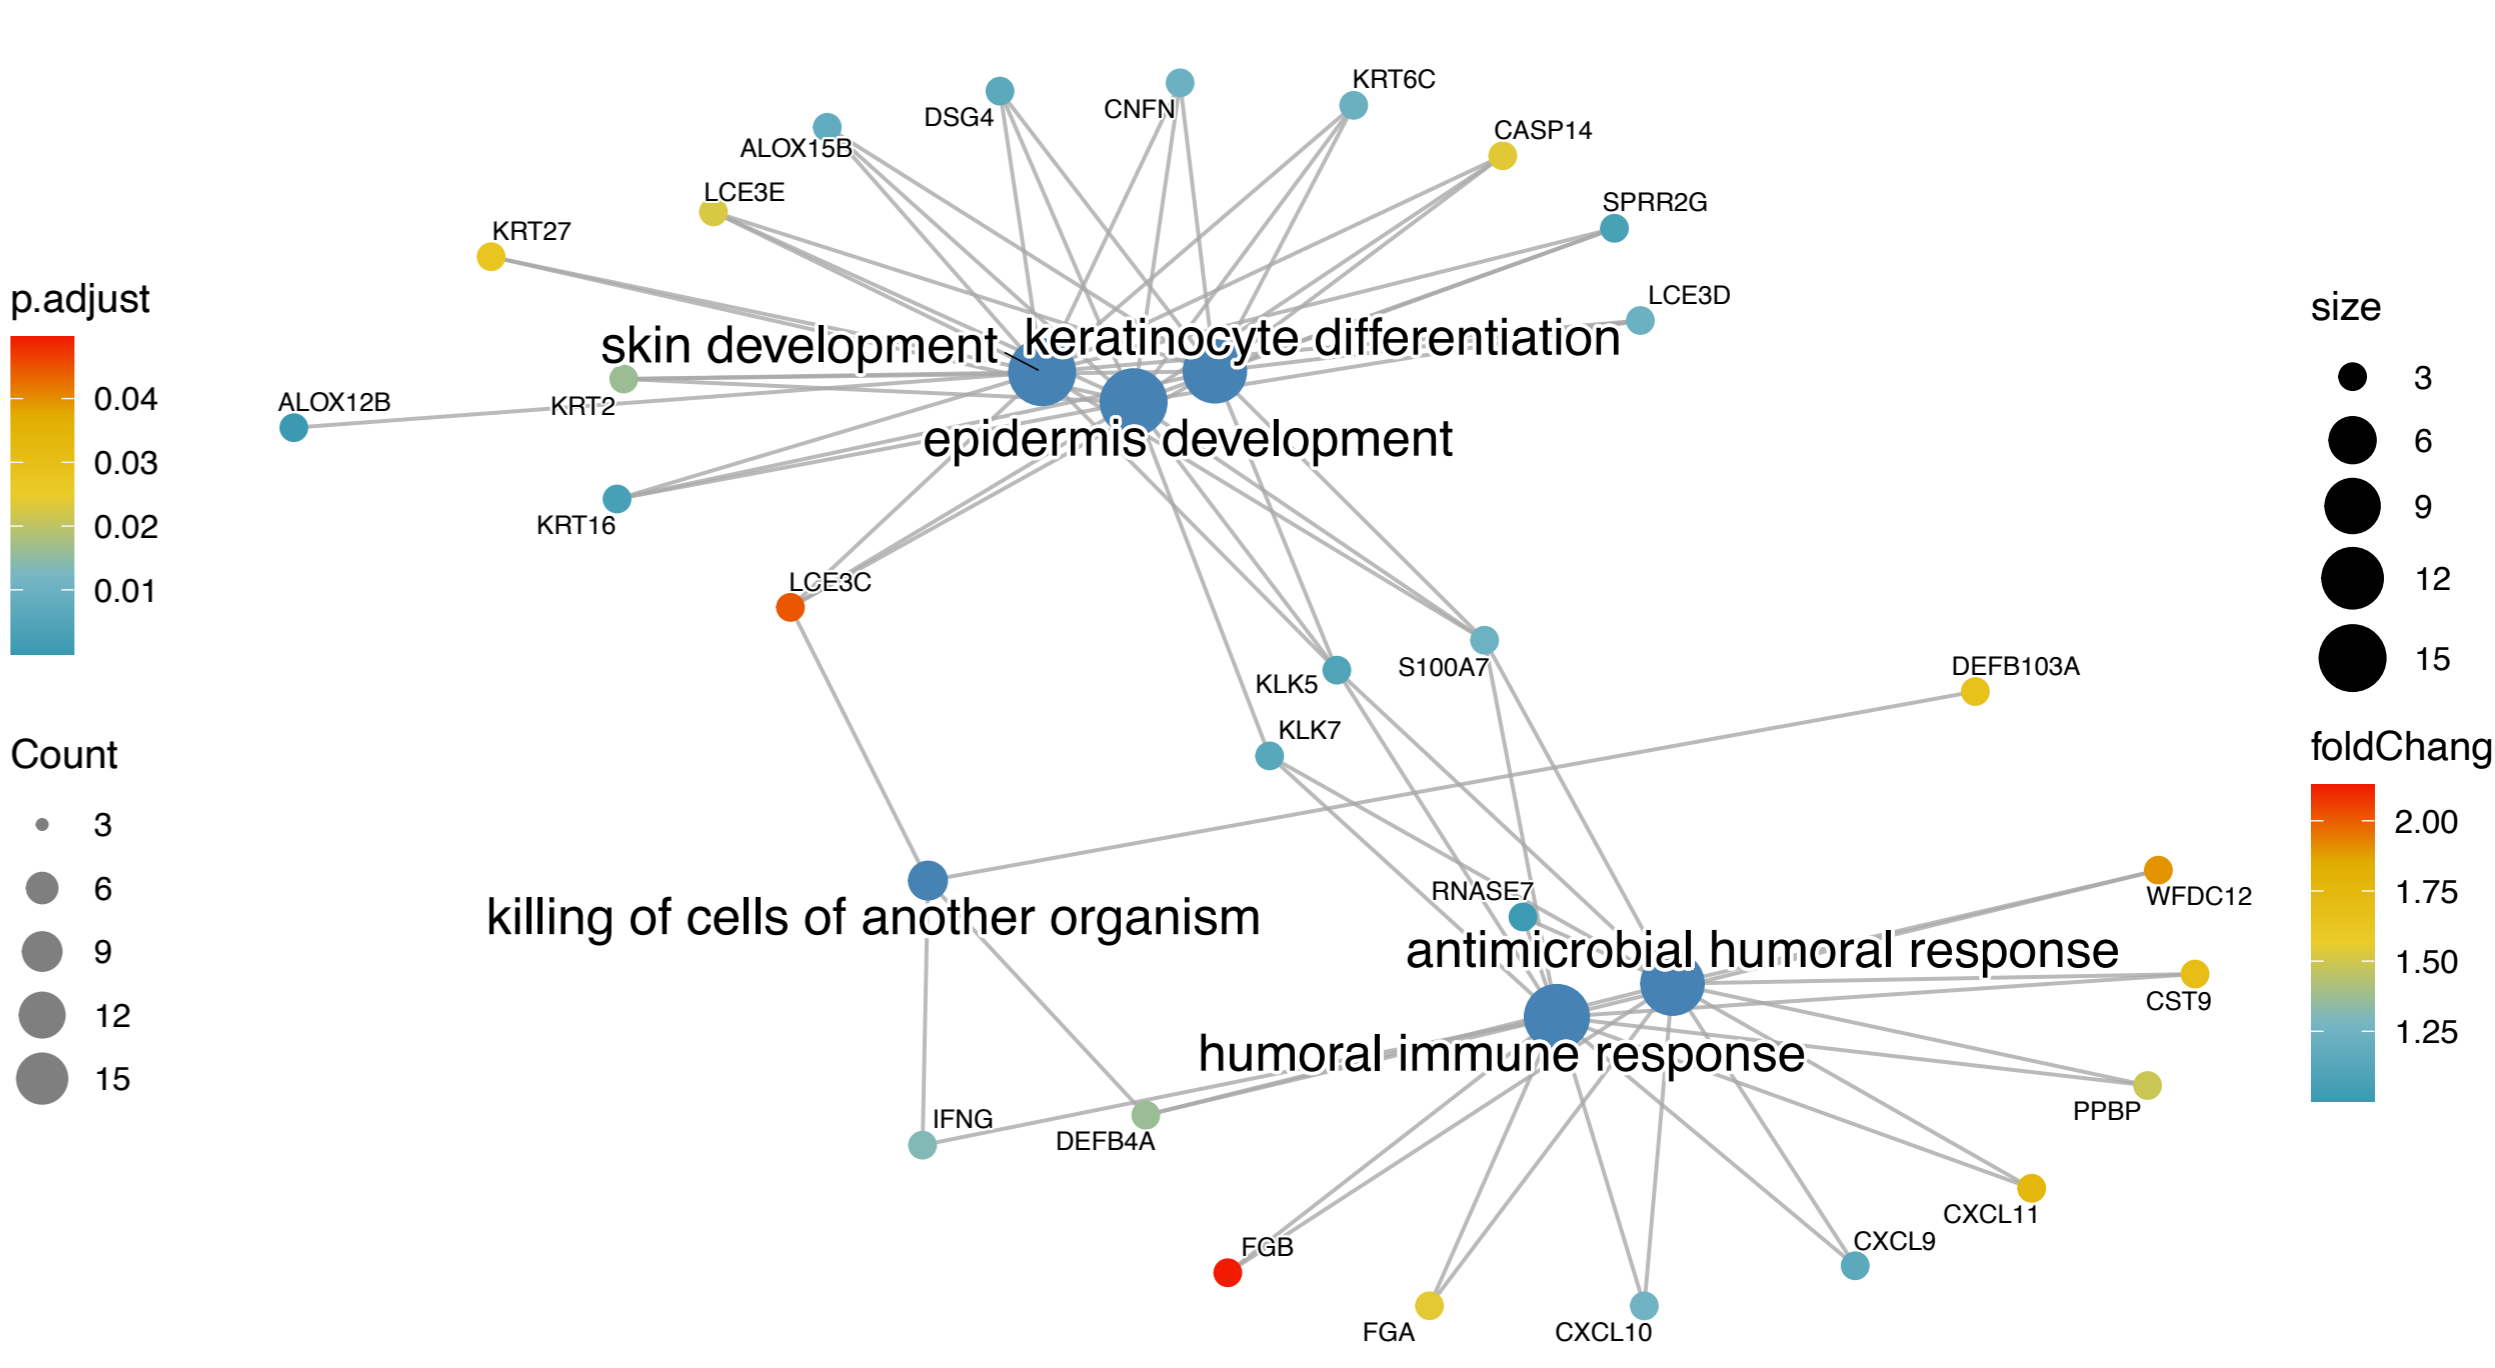 KRT6C
DSG4
CNFN
CASP14
ALOX15B
LCE3E
SPRR2G
KRT27
p.adjust
LCE3D
size
skin development
keratinocyte differentiation
3
0.04
ALOX12B
KRT2
epidermis development
6
0.03
9
0.02
KRT16
0.01
LCE3C
12
S100A7
DEFB103A
15
KLK5
KLK7
Count
foldChang
3
2.00
6
RNASE7
WFDC12
1.75
killing of cells of another organism
9
antimicrobial humoral response
1.50
CST9
12
1.25
humoral immune response
15
IFNG
DEFB4A
PPBP
CXCL11
FGB
CXCL9
FGA
CXCL10